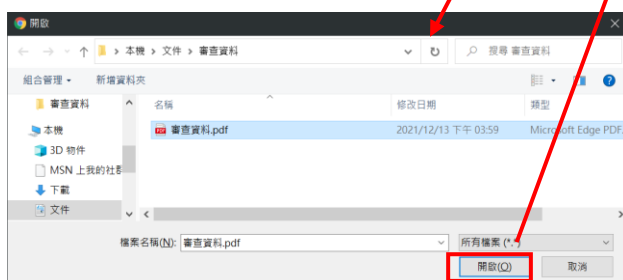 開啟
本機 > 文件 > 審查資料
搜尋 審查資料
組合管理 新增資料夾
審查資料
名稱 修改日期 類型
審查資料.pdf 2021/12/13 下午 03:59 Microsoft Edge PDF
本機
3D 物件
MSN 上我的社群
下載
文件
檔案名稱(N): 審查資料.pdf 所有檔案 (*.*)
開啟(O) 取消